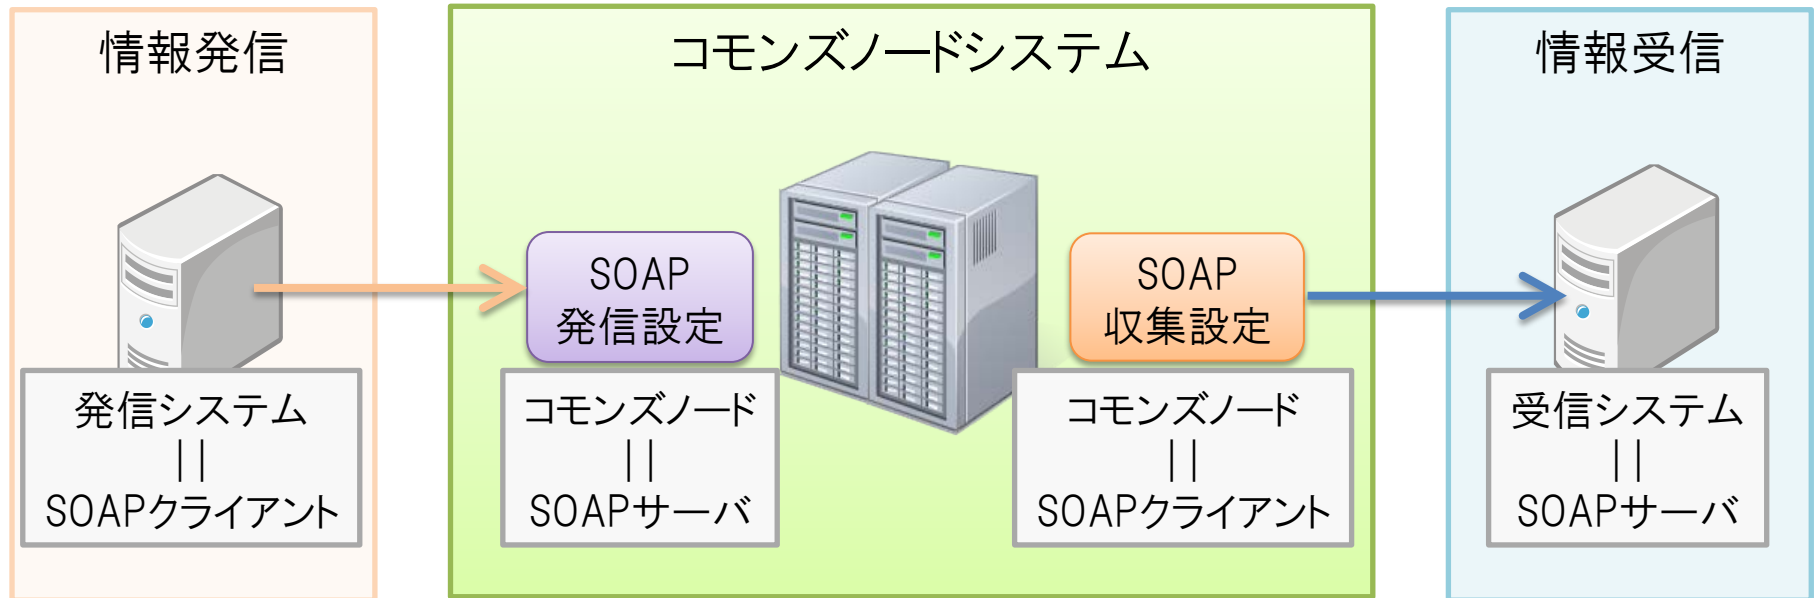 情報発信
コモンズノードシステム
情報受信
SOAP
発信設定
SOAP
収集設定
発信システム
||
SOAPクライアント
コモンズノード
||
SOAPサーバ
コモンズノード
||
SOAPクライアント
受信システム
||
SOAPサーバ